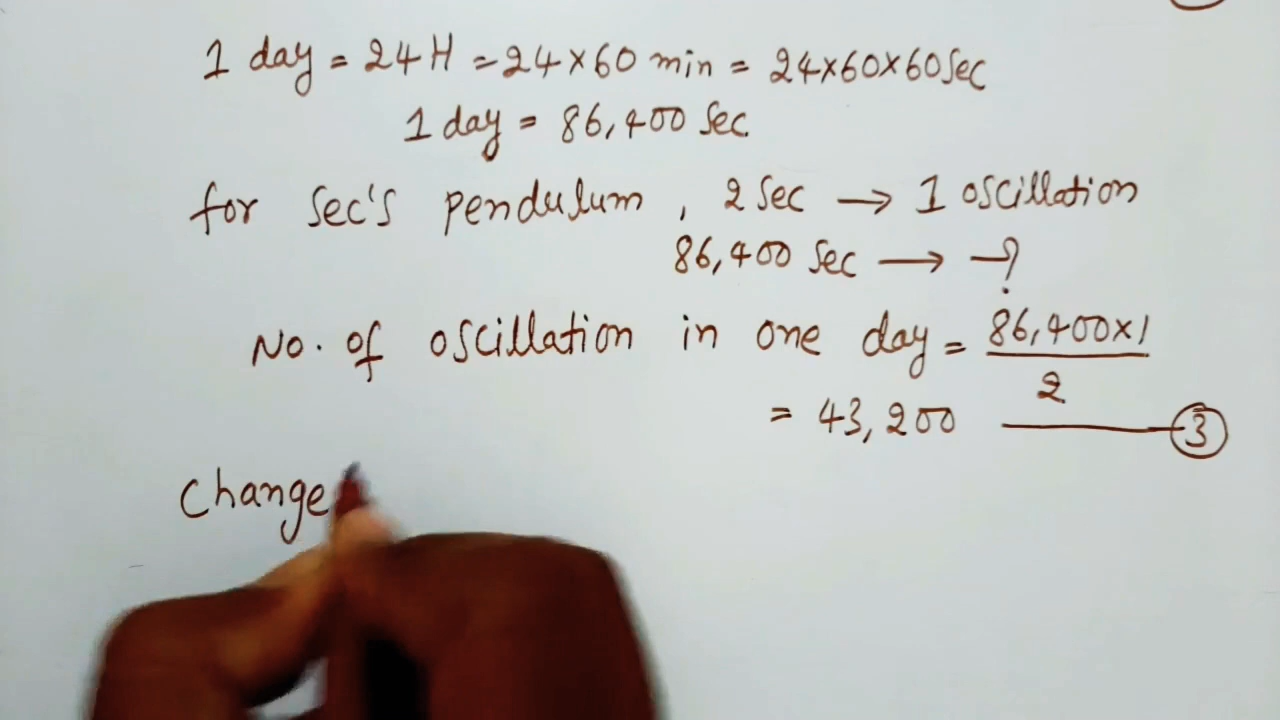 1 day = 24H = 24×60 min = 24×60×60 Sec
1 day = 86,400 Sec
for Sec's pendulum, 2 Sec → 1 oscillation
86,400 Sec → ?
No. of oscillation in one day = 86,400×1
2
= 43,200 3
Change